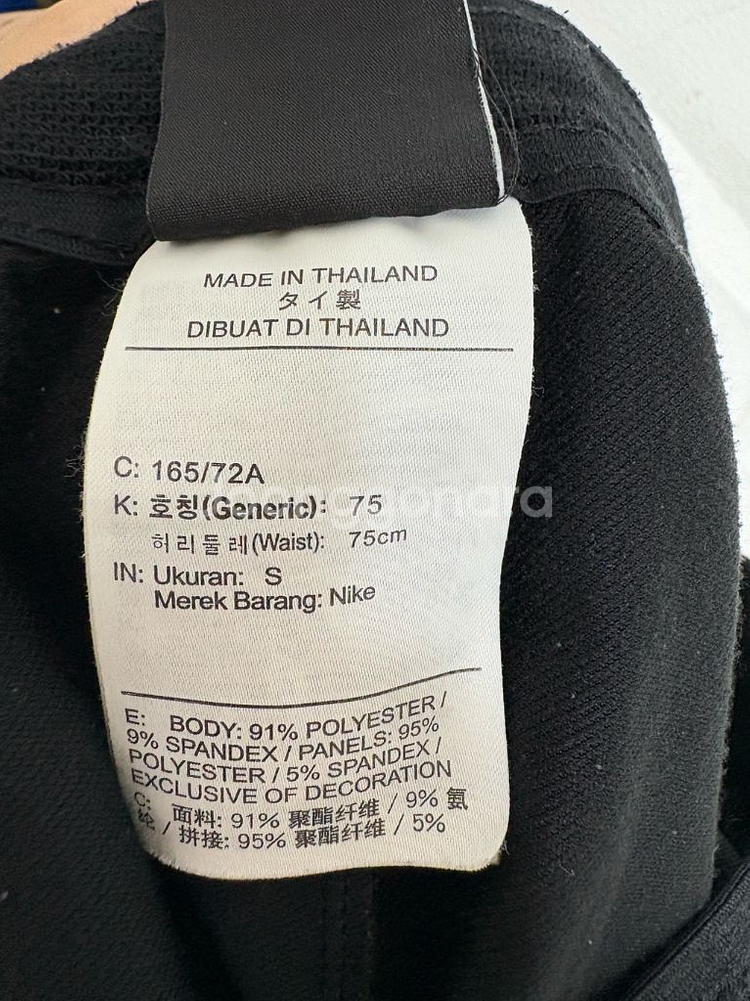 MADE IN THAILAND
タイ製
DIBUAT DI THAILAND
C: 165/72A
K: 호칭(Generic): 75
허리둘레(Waist): 75cm
IN: Ukuran: S
Merek Barang: Nike
E: BODY: 91% POLYESTER /
9% SPANDEX / PANELS: 95%
POLYESTER / 5% SPANDEX /
EXCLUSIVE OF DECORATION
C: 面料: 91% 聚酯纤维 / 9% 氨
纶 / 拼接: 95% 聚酯纤维 / 5%